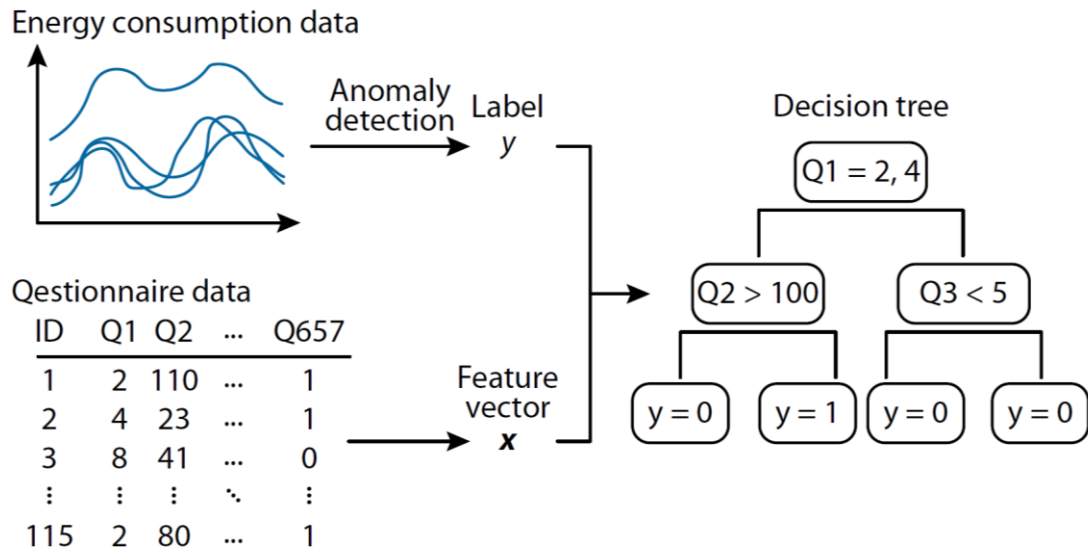 Energy consumption data
Anomaly
detection
Label
y
Qestionnaire data
ID Q1 Q2 ... Q657
1 2 110 ... 1
2 4 23 ... 1
3 8 41 ... 0
⋮ ⋮ ⋮ ⋱ ⋮
115 2 80 ... 1
Feature
vector
x
Decision tree
Q1 = 2, 4
Q2 > 100
Q3 < 5
y = 0
y = 1
y = 0
y = 0